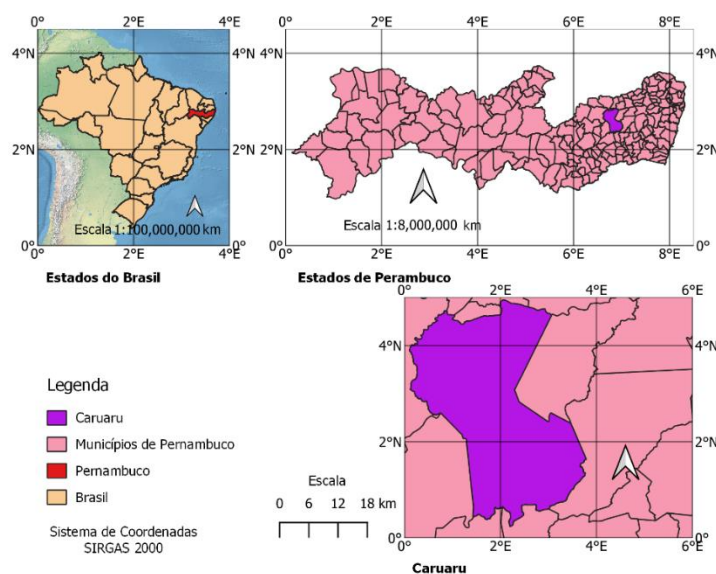 0° 2°E 4°E
4°N 4°N
2°N 2°N
Escala 1:100,000,000 km
0° 0°
0° 2°E 4°E
Estados do Brasil
0° 2°E 4°E 6°E 8°E
4°N 4°N
2°N 2°N
Escala 1:8,000,000 km
0° 0°
0° 2°E 4°E 6°E 8°E
Estados de Perambuco
0° 2°E 4°E 6°E
4°N 4°N
2°N 2°N
0° 0°
0° 2°E 4°E 6°E
Caruaru
Legenda
Caruaru
Municípios de Pernambuco
Pernambuco
Brasil
Sistema de Coordenadas
SIRGAS 2000
Escala
0 6 12 18 km